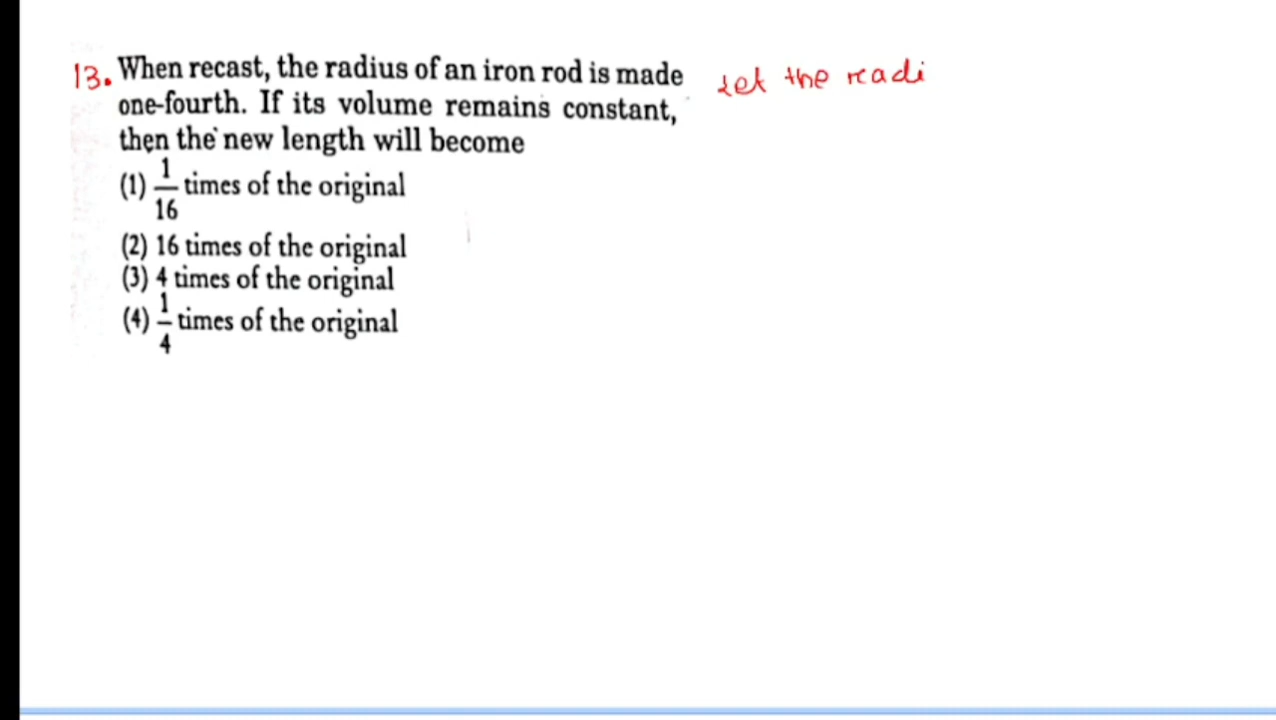 13. When recast, the radius of an iron rod is made Let the readi
one-fourth. If its volume remains constant,
then the new length will become
(1) 1/16 times of the original
(2) 16 times of the original
(3) 4 times of the original
(4) 1/4 times of the original